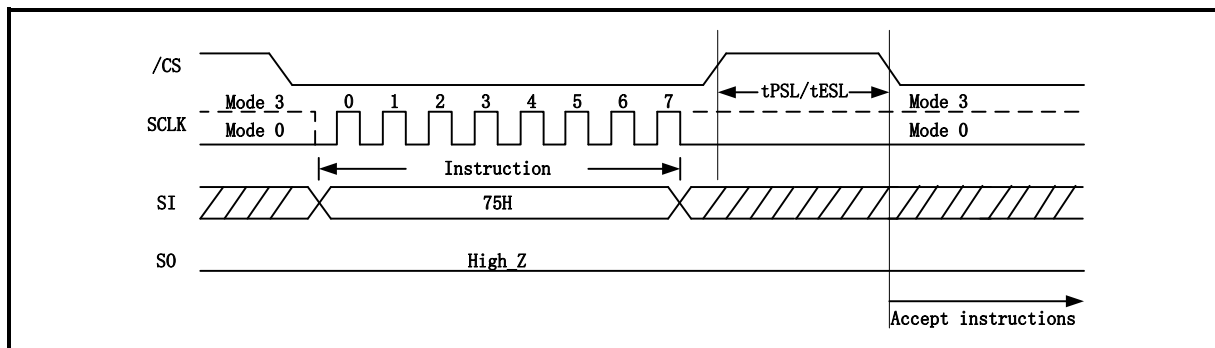 /CS
tPSL/tESL
Mode 3 0 1 2 3 4 5 6 7 Mode 3
SCLK
Mode 0 Mode 0
Instruction
SI 75H
SO High_Z
Accept instructions